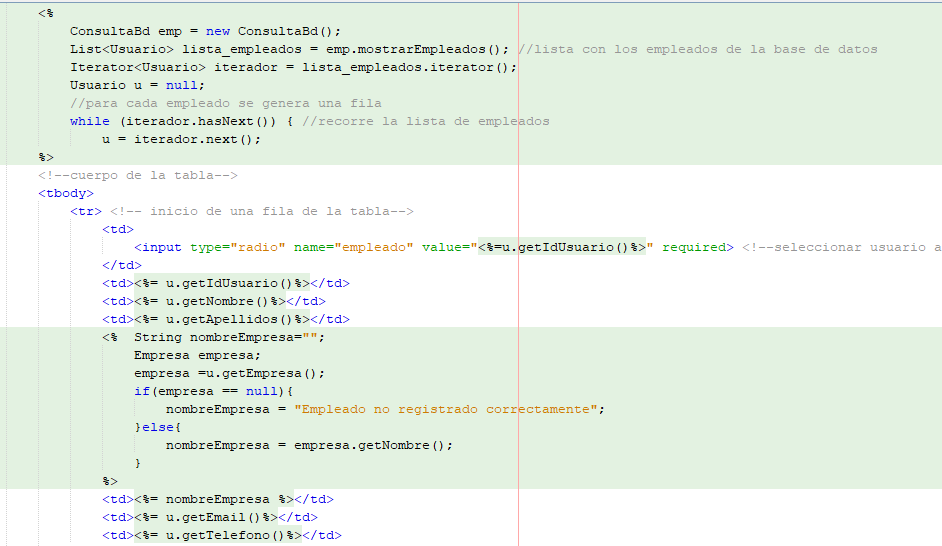 <%
ConsultaBd emp = new ConsultaBd();
List<Usuario> lista_empleados = emp.mostrarEmpleados(); //lista con los empleados de la base de datos
Iterator<Usuario> iterador = lista_empleados.iterator();
Usuario u = null;
//para cada empleado se genera una fila
while (iterador.hasNext()) { //recorre la lista de empleados
u = iterador.next();
%>
<!--cuerpo de la tabla-->
<tbody>
<tr> <!-- inicio de una fila de la tabla-->
<td>
<input type="radio" name="empleado" value="<%=u.getIdUsuario()%>" required> <!--seleccionar usuario a
</td>
<td><%= u.getIdUsuario()%></td>
<td><%= u.getNombre()%></td>
<td><%= u.getApellidos()%></td>
<% String nombreEmpresa="";
Empresa empresa;
empresa =u.getEmpresa();
if(empresa == null){
nombreEmpresa = "Empleado no registrado correctamente";
}else{
nombreEmpresa = empresa.getNombre();
}
%>
<td><%= nombreEmpresa %></td>
<td><%= u.getEmail()%></td>
<td><%= u.getTelefono()%></td>